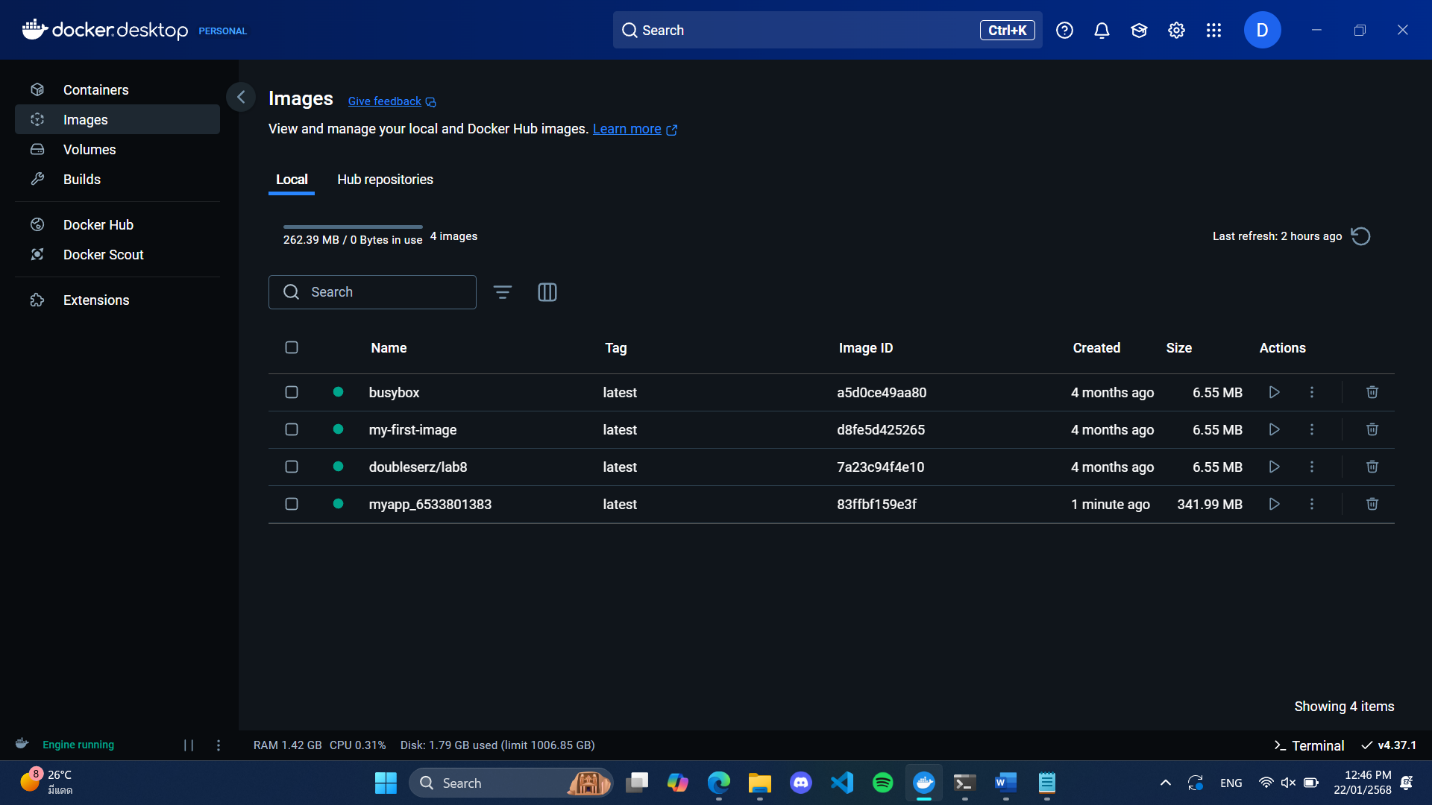 docker.desktop PERSONAL
Search Ctrl+K
D
Containers
Images
Volumes
Builds
Docker Hub
Docker Scout
Extensions
Images Give feedback
View and manage your local and Docker Hub images. Learn more
Local Hub repositories
262.39 MB / 0 Bytes in use 4 images
Last refresh: 2 hours ago
Search
Name Tag Image ID Created Size Actions
busybox latest a5d0ce49aa80 4 months ago 6.55 MB
my-first-image latest d8fe5d425265 4 months ago 6.55 MB
doubleserz/lab8 latest 7a23c94f4e10 4 months ago 6.55 MB
myapp_6533801383 latest 83ffbf159e3f 1 minute ago 341.99 MB
Showing 4 items
Engine running RAM 1.42 GB CPU 0.31% Disk: 1.79 GB used (limit 1006.85 GB) Terminal v4.37.1
8 26°C
มีแดด
Search
ENG
12:46 PM
22/01/2568